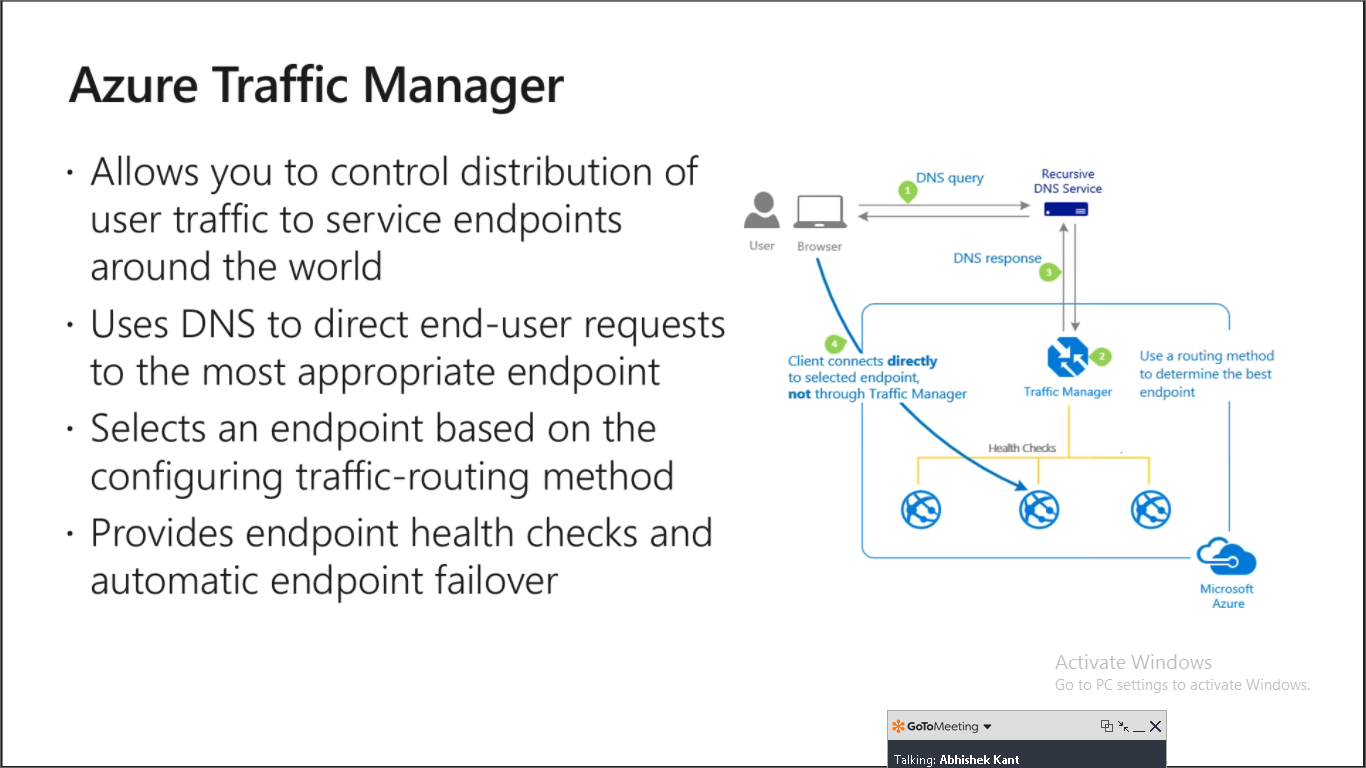 Azure Traffic Manager
• Allows you to control distribution of
user traffic to service endpoints
around the world
• Uses DNS to direct end-user requests
to the most appropriate endpoint
• Selects an endpoint based on the
configuring traffic-routing method
• Provides endpoint health checks and
automatic endpoint failover
User
Browser
1
DNS query
Recursive
DNS Service
DNS response
3
4
Client connects directly
to selected endpoint,
not through Traffic Manager
2
Traffic Manager
Use a routing method
to determine the best
endpoint
Health Checks
Microsoft
Azure
Activate Windows
Go to PC settings to activate Windows.
GoToMeeting
Talking: Abhishek Kant